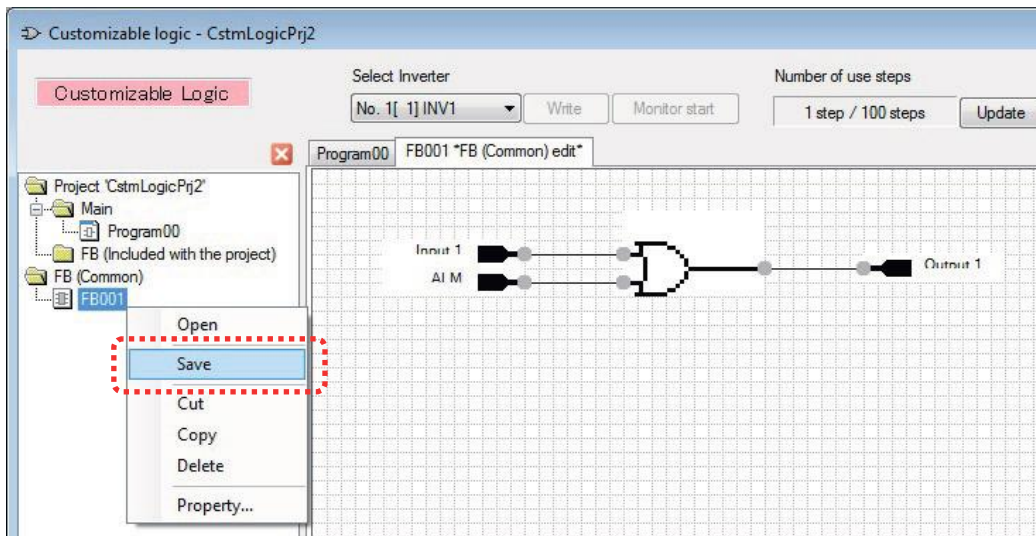 Customizable logic - CstmLogicPrj2
Customizable Logic
Select Inverter
No. 1[ 1] INV1
Write
Monitor start
Number of use steps
1 step / 100 steps
Update
Program00
FB001 *FB (Common) edit*
Project 'CstmLogicPrj2'
Main
Program00
FB (Included with the project)
FB (Common)
FB001
Open
Save
Cut
Copy
Delete
Property...
Input 1
ALM
Output 1